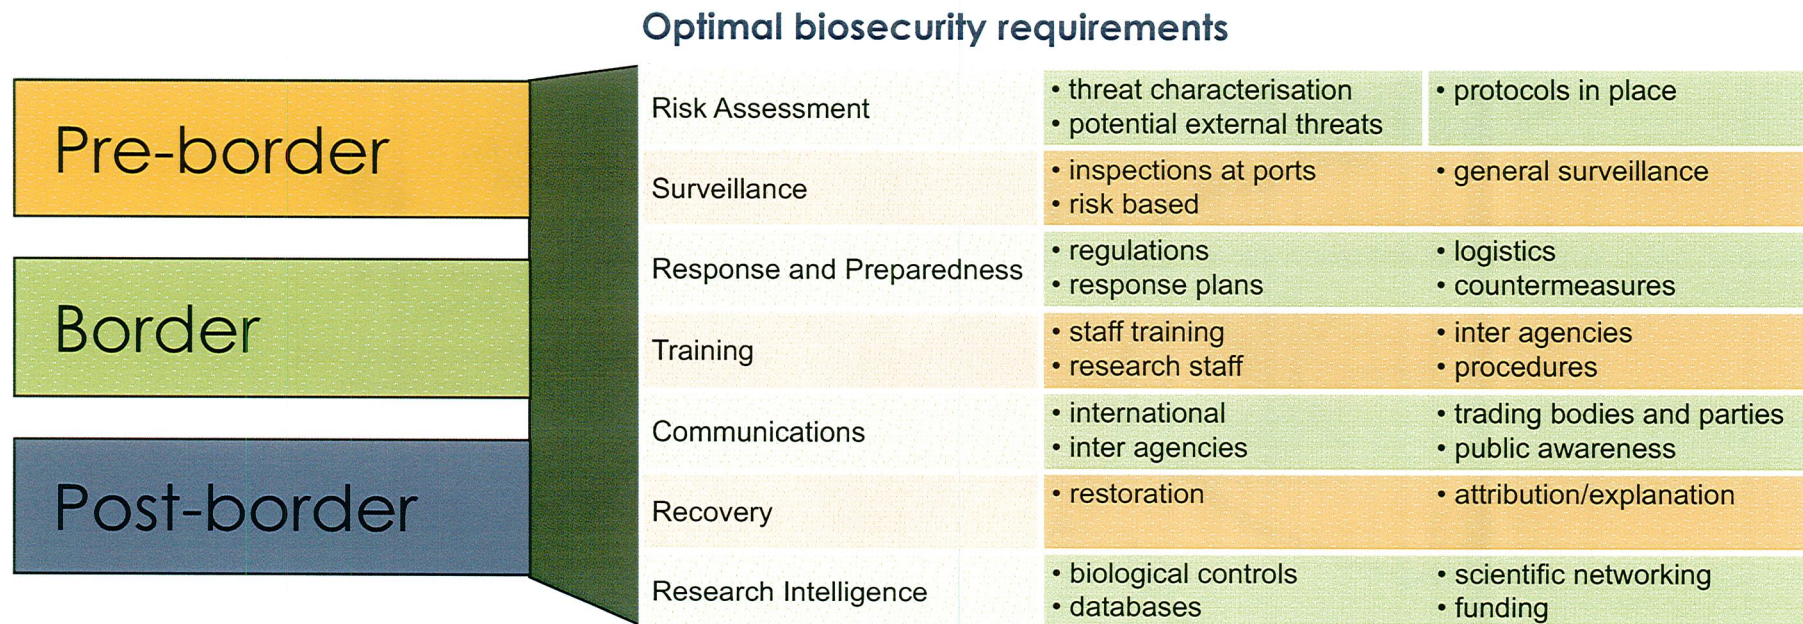 Optimal biosecurity requirements
Pre-border
Border
Post-border
Risk Assessment
• threat characterisation
• potential external threats
• protocols in place
Surveillance
• inspections at ports
• risk based
• general surveillance
Response and Preparedness
• regulations
• response plans
• logistics
• countermeasures
Training
• staff training
• research staff
• inter agencies
• procedures
Communications
• international
• inter agencies
• trading bodies and parties
• public awareness
Recovery
• restoration
• attribution/explanation
Research Intelligence
• biological controls
• databases
• scientific networking
• funding